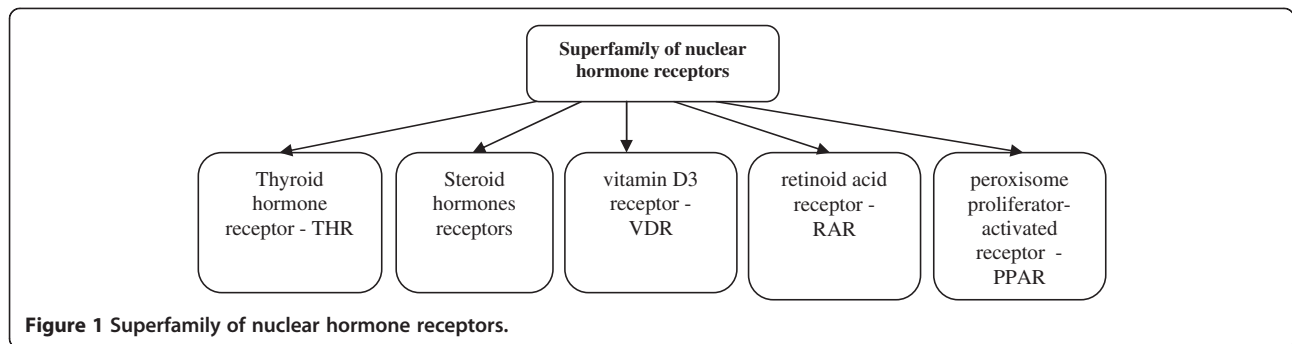 Superfamily of nuclear
hormone receptors
Thyroid
hormone
receptor - THR
Steroid
hormones
receptors
vitamin D3
receptor -
VDR
retinoid acid
receptor -
RAR
peroxisome
proliferator-
activated
receptor -
PPAR
Figure 1 Superfamily of nuclear hormone receptors.